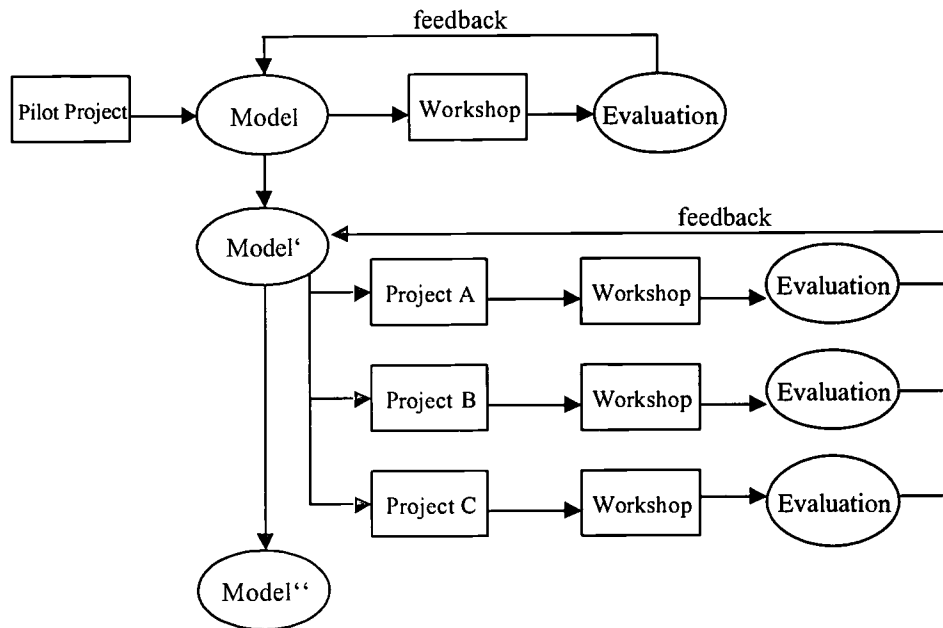 feedback
Pilot Project
Model
Workshop
Evaluation
feedback
Model‘
Project A
Workshop
Evaluation
Project B
Workshop
Evaluation
Project C
Workshop
Evaluation
Model‘‘